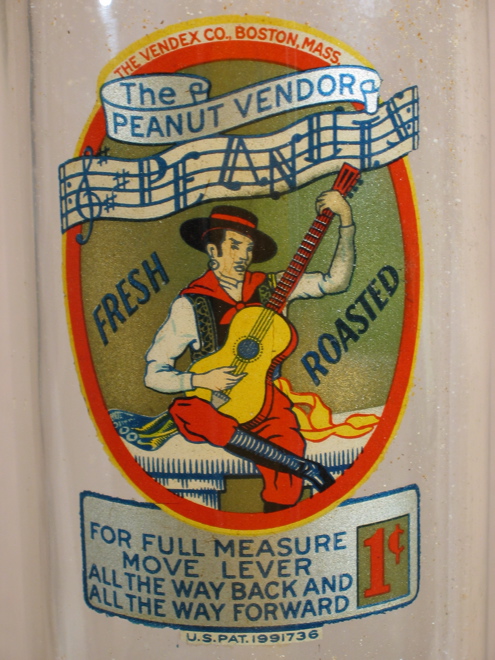 THE VENDEX CO., BOSTON, MASS.
The
PEANUT VENDOR
PEANUTS
FRESH
ROASTED
FOR FULL MEASURE
MOVE LEVER
ALL THE WAY BACK AND
ALL THE WAY FORWARD
1¢
U.S. PAT. 1991736